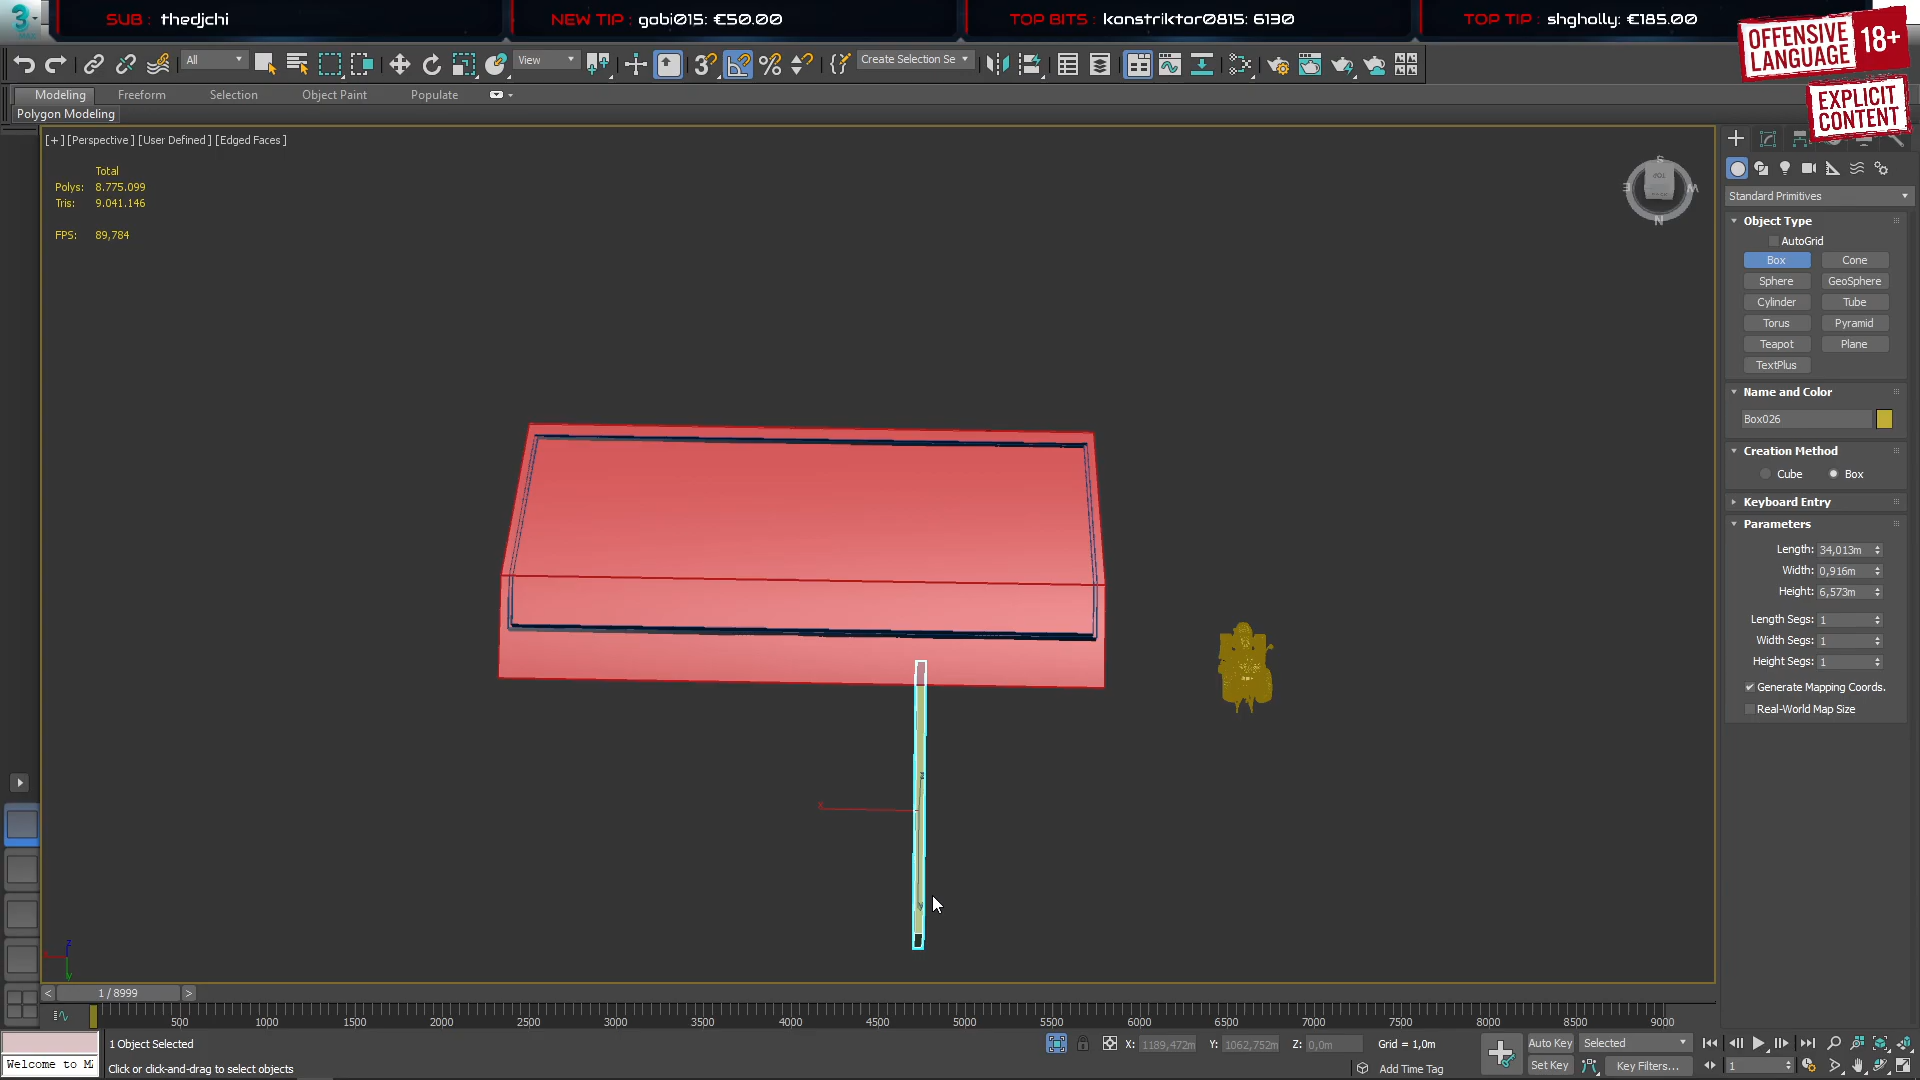 SUB : thedjchi
NEW TIP : gabi015: €50.00
TOP BITS : konstriktor0815: 6130
TOP TIP : shgholly: €185.00
OFFENSIVE LANGUAGE 18+
EXPLICIT CONTENT
All
View
Create Selection Se
Modeling
Freeform
Selection
Object Paint
Populate
Polygon Modeling
[+] [Perspective] [User Defined] [Edged Faces]
Total
Polys: 8.775.099
Tris: 9.041.146
FPS: 89,784
S
E
W
N
Standard Primitives
Object Type
AutoGrid
Box
Cone
Sphere
GeoSphere
Cylinder
Tube
Torus
Pyramid
Teapot
Plane
TextPlus
Name and Color
Box026
Creation Method
Cube
Box
Keyboard Entry
Parameters
Length: 34,013m
Width: 0,916m
Height: 6,573m
Length Segs: 1
Width Segs: 1
Height Segs: 1
Generate Mapping Coords.
Real-World Map Size
x
z
y
1 / 8999
500 1000 1500 2000 2500 3000 3500 4000 4500 5000 5500 6000 6500 7000 7500 8000 8500 9000
1 Object Selected
X: 1189,472m
Y: 1062,752m
Z: 0,0m
Grid = 1,0m
Auto Key
Selected
Welcome to M
Click or click-and-drag to select objects
Add Time Tag
Set Key
Key Filters...
1